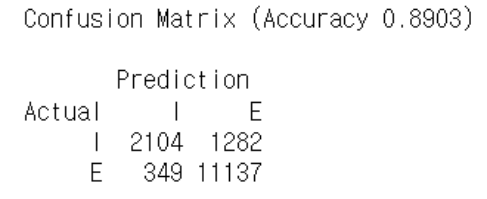 Confusion Matrix (Accuracy 0.8903)
Prediction
Actual I E
I 2104 1282
E 349 11137